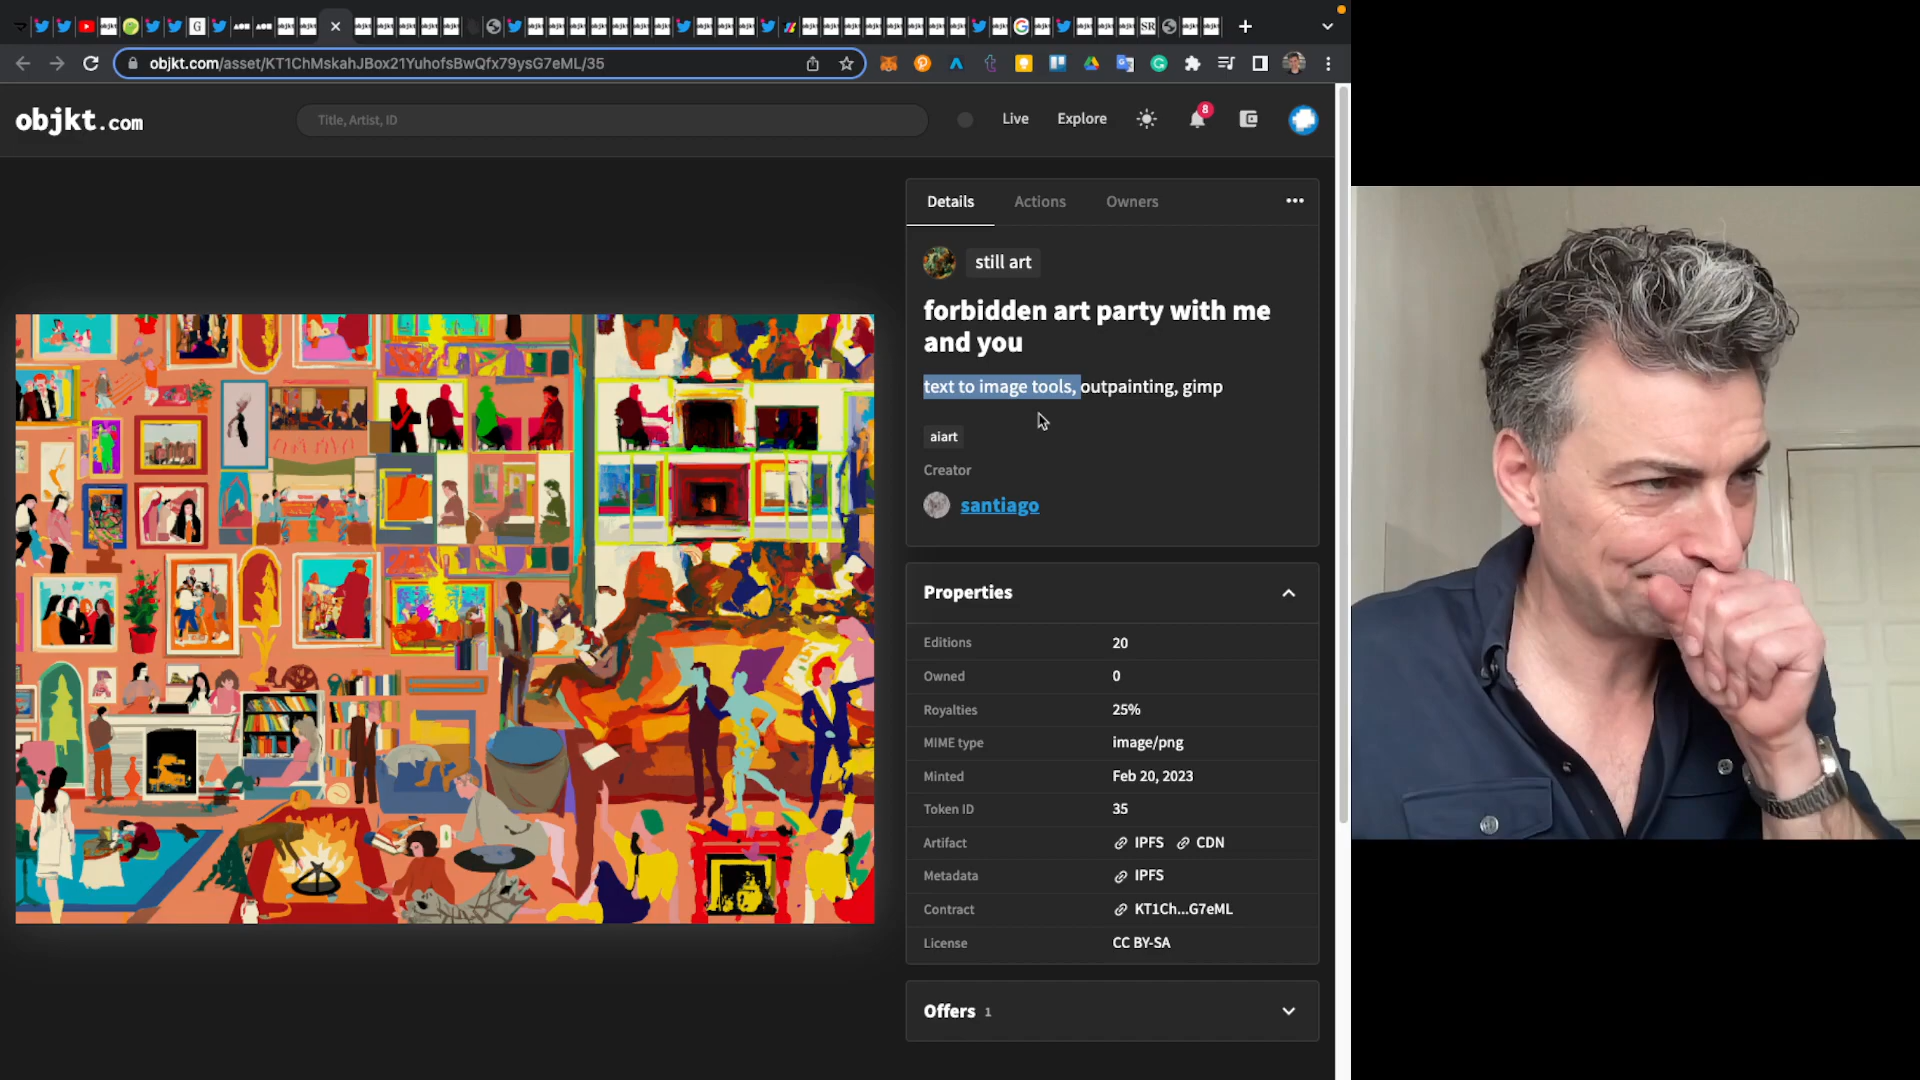 objkt.com/asset/KT1ChMskahJBox21YuhofsBwQfx79ysG7eML/35
objkt.com
Title, Artist, ID
Live
Explore
8
Details
Actions
Owners
still art
forbidden art party with me
and you
text to image tools, outpainting, gimp
aiart
Creator
santiago
Properties
Editions 20
Owned 0
Royalties 25%
MIME type image/png
Minted Feb 20, 2023
Token ID 35
Artifact IPFS CDN
Metadata IPFS
Contract KT1Ch...G7eML
License CC BY-SA
Offers 1